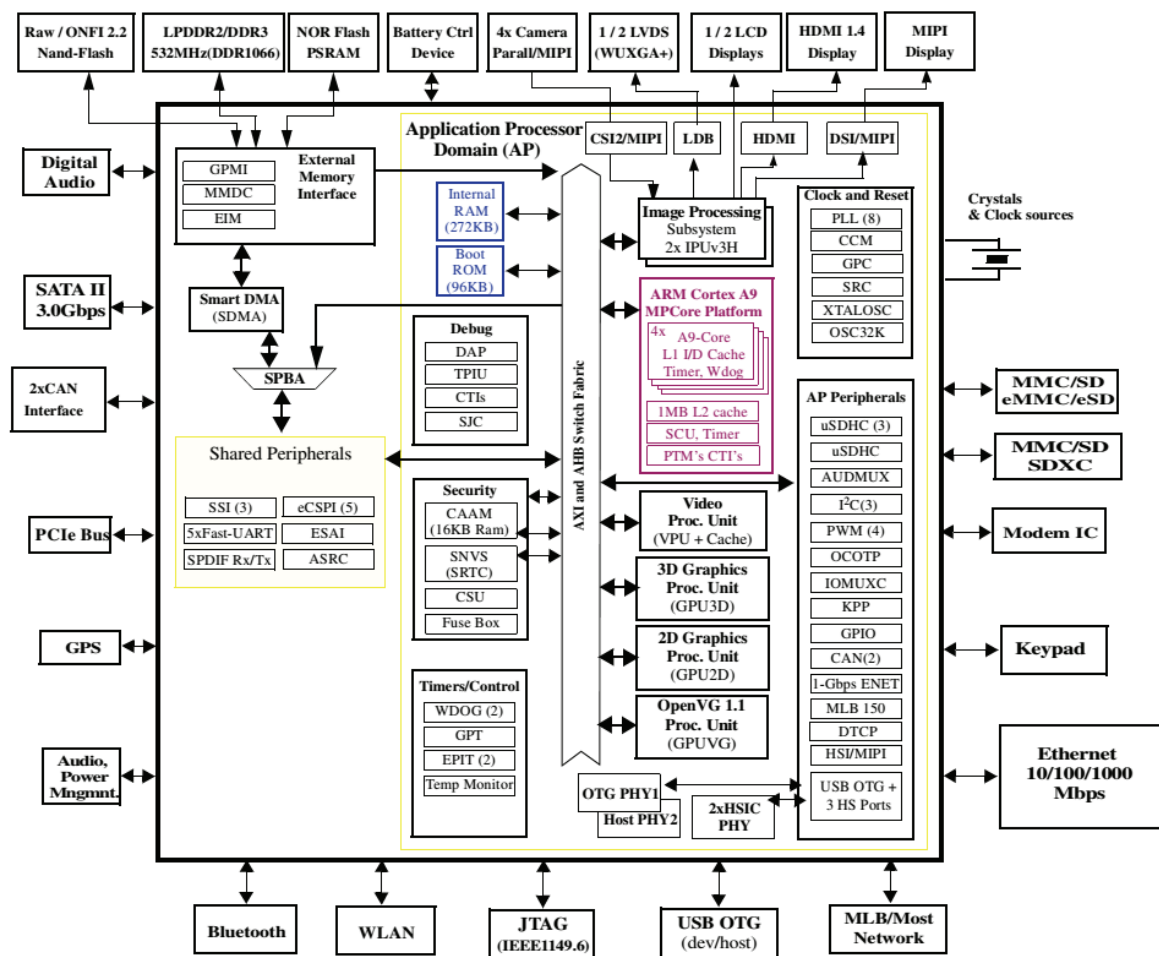 Raw / ONFI 2.2
Nand-Flash
LPDDR2/DDR3
532MHz(DDR1066)
NOR Flash
PSRAM
Battery Ctrl
Device
4x Camera
Parall/MIPI
1 / 2 LVDS
(WUXGA+)
1 / 2 LCD
Displays
HDMI 1.4
Display
MIPI
Display
Digital
Audio
SATA II
3.0Gbps
2xCAN
Interface
PCIe Bus
GPS
Audio,
Power
Mngmnt.
External
Memory
Interface
GPMI
MMDC
EIM
Smart DMA
(SDMA)
SPBA
Shared Peripherals
SSI (3)
eCSPI (5)
5xFast-UART
ESAI
SPDIF Rx/Tx
ASRC
Application Processor
Domain (AP)
Internal
RAM
(272KB)
Boot
ROM
(96KB)
Debug
DAP
TPIU
CTIs
SJC
Security
CAAM
(16KB Ram)
SNVS
(SRTC)
CSU
Fuse Box
Timers/Control
WDOG (2)
GPT
EPIT (2)
Temp Monitor
AXI and AHB Switch Fabric
CSI2/MIPI
LDB
HDMI
DSI/MIPI
Image Processing
Subsystem
2x IPUv3H
ARM Cortex A9
MPCore Platform
4x
A9-Core
L1 I/D Cache
Timer, Wdog
1MB L2 cache
SCU, Timer
PTM's CTI's
Video
Proc. Unit
(VPU + Cache)
3D Graphics
Proc. Unit
(GPU3D)
2D Graphics
Proc. Unit
(GPU2D)
OpenVG 1.1
Proc. Unit
(GPUVG)
OTG PHY1
Host PHY2
2xHSIC
PHY
Clock and Reset
PLL (8)
CCM
GPC
SRC
XTALOSC
OSC32K
AP Peripherals
uSDHC (3)
uSDHC
AUDMUX
I²C(3)
PWM (4)
OCOTP
IOMUXC
KPP
GPIO
CAN(2)
1-Gbps ENET
MLB 150
DTCP
HSI/MIPI
USB OTG +
3 HS Ports
Crystals
& Clock sources
MMC/SD
eMMC/eSD
MMC/SD
SDXC
Modem IC
Keypad
Ethernet
10/100/1000
Mbps
Bluetooth
WLAN
JTAG
(IEEE1149.6)
USB OTG
(dev/host)
MLB/Most
Network